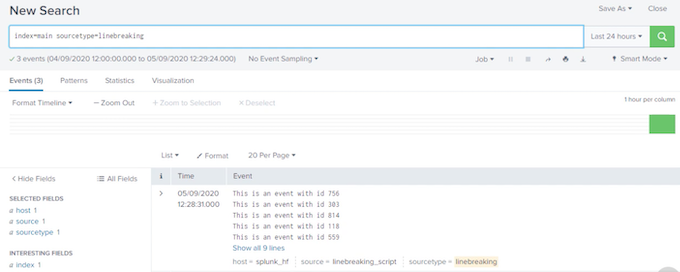 New Search
Save As ▾ Close
index=main sourcetype=linebreaking
Last 24 hours ▾
✓ 3 events (04/09/2020 12:00:00.000 to 05/09/2020 12:29:24.000) No Event Sampling ▾
Job ▾
Smart Mode ▾
Events (3) Patterns Statistics Visualization
Format Timeline ▾ — Zoom Out + Zoom to Selection × Deselect
1 hour per column
List ▾ Format 20 Per Page ▾
< Hide Fields All Fields
i Time Event
SELECTED FIELDS
a host 1
a source 1
a sourcetype 1
INTERESTING FIELDS
a index 1
> 05/09/2020
12:28:31.000
This is an event with id 756
This is an event with id 303
This is an event with id 814
This is an event with id 118
This is an event with id 559
Show all 9 lines
host = splunk_hf source = linebreaking_script sourcetype = linebreaking